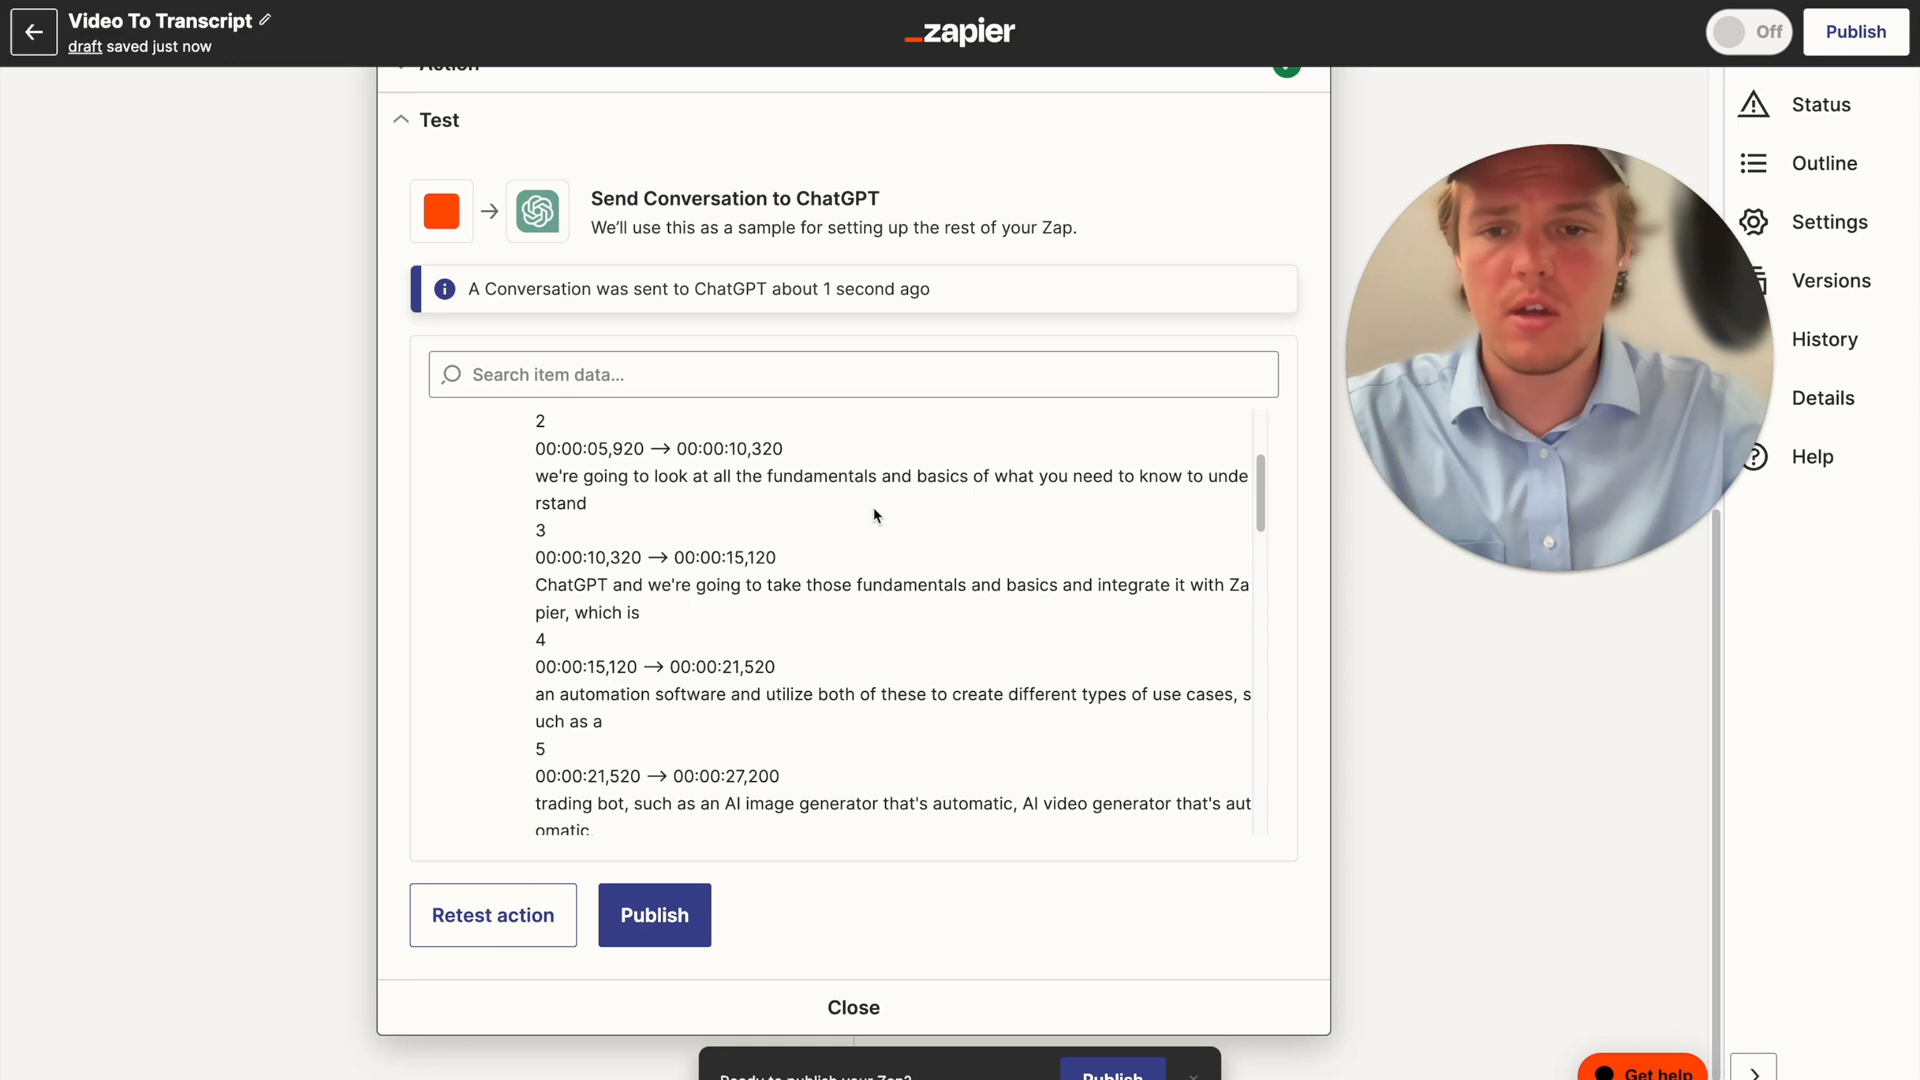 Video To Transcript
draft saved just now
zapier
Off
Publish
Action
Test
Send Conversation to ChatGPT
We'll use this as a sample for setting up the rest of your Zap.
A Conversation was sent to ChatGPT about 1 second ago
Search item data...
2
00:00:05,920 --> 00:00:10,320
we're going to look at all the fundamentals and basics of what you need to know to unde
rstand
3
00:00:10,320 --> 00:00:15,120
ChatGPT and we're going to take those fundamentals and basics and integrate it with Za
pier, which is
4
00:00:15,120 --> 00:00:21,520
an automation software and utilize both of these to create different types of use cases, s
uch as a
5
00:00:21,520 --> 00:00:27,200
trading bot, such as an AI image generator that's automatic, AI video generator that's aut
omatic.
Retest action
Publish
Close
Ready to publish your Zap?
Publish
Status
Outline
Settings
Versions
History
Details
Help
Get help